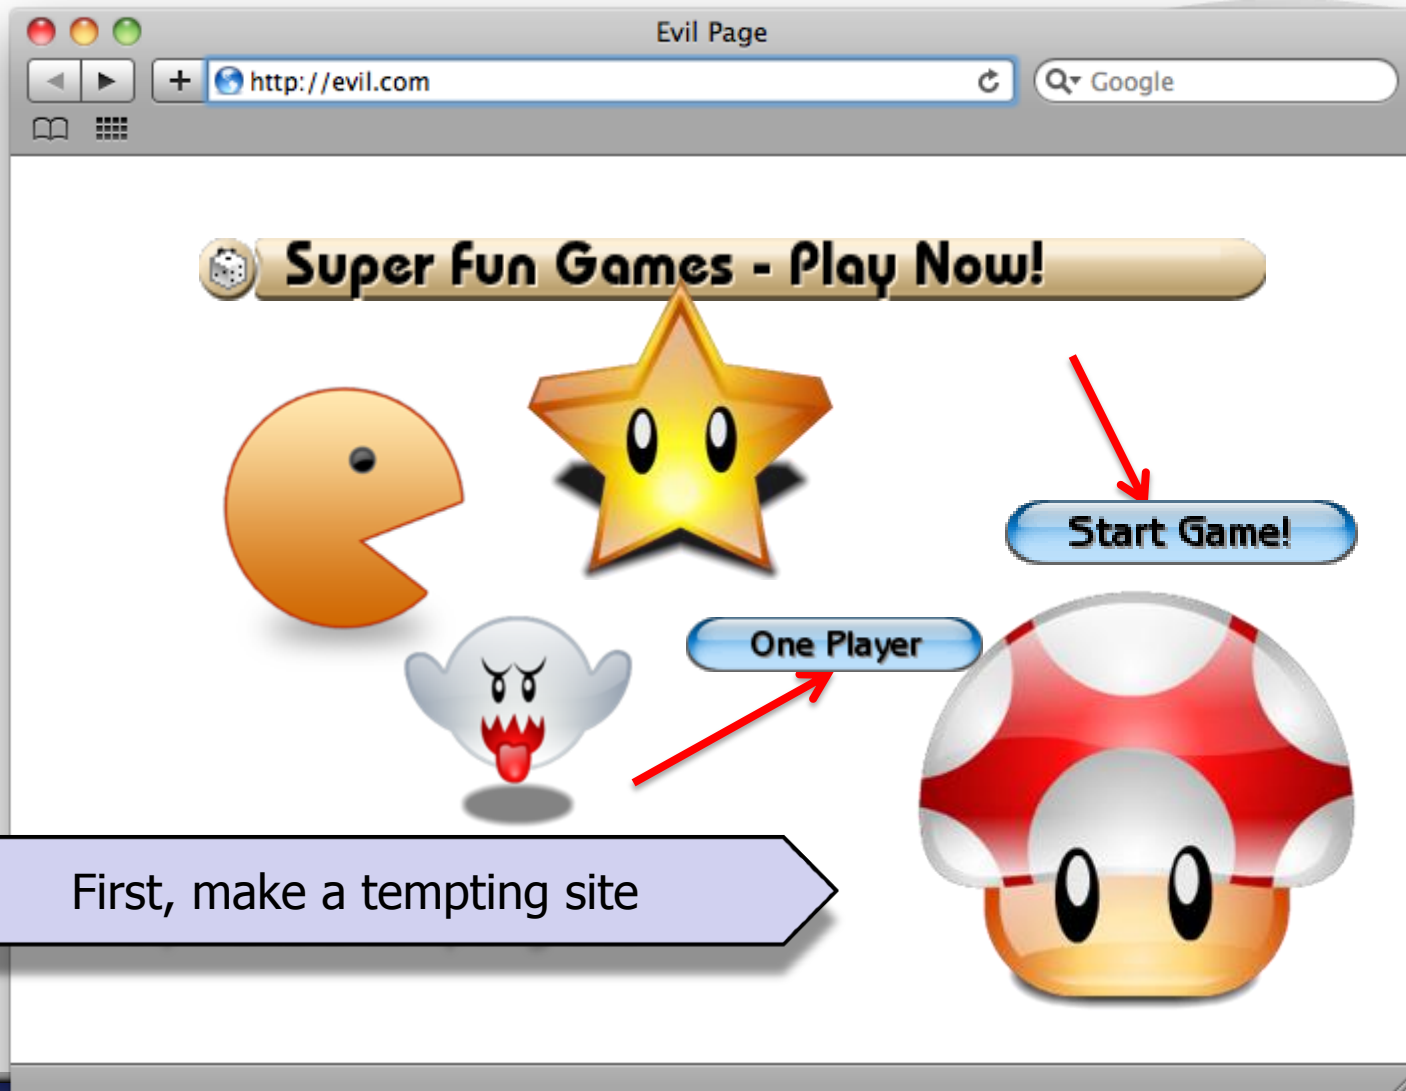 Evil Page
http://evil.com
Google
Super Fun Games - Play Now!
Start Game!
One Player
First, make a tempting site